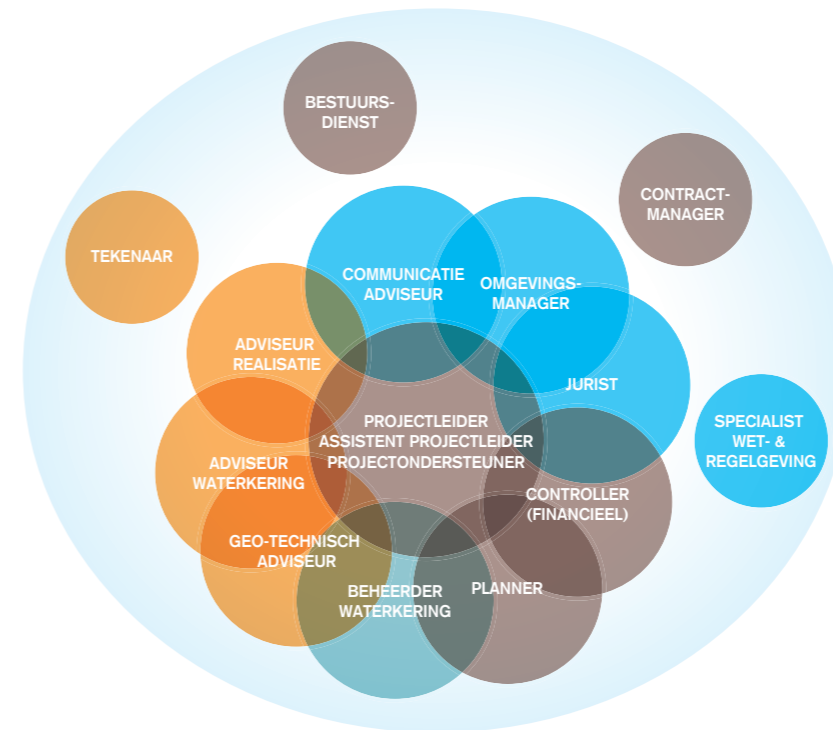 BESTUURS-
DIENST
CONTRACT-
MANAGER
TEKENAAR
COMMUNICATIE
ADVISEUR
OMGEVINGS-
MANAGER
ADVISEUR
REALISATIE
JURIST
PROJECTLEIDER
ASSISTENT PROJECTLEIDER
PROJECTONDERSTEUNER
SPECIALIST
WET- &
REGELGEVING
ADVISEUR
WATERKERING
CONTROLLER
(FINANCIEEL)
GEO-TECHNISCH
ADVISEUR
BEHEERDER
WATERKERING
PLANNER